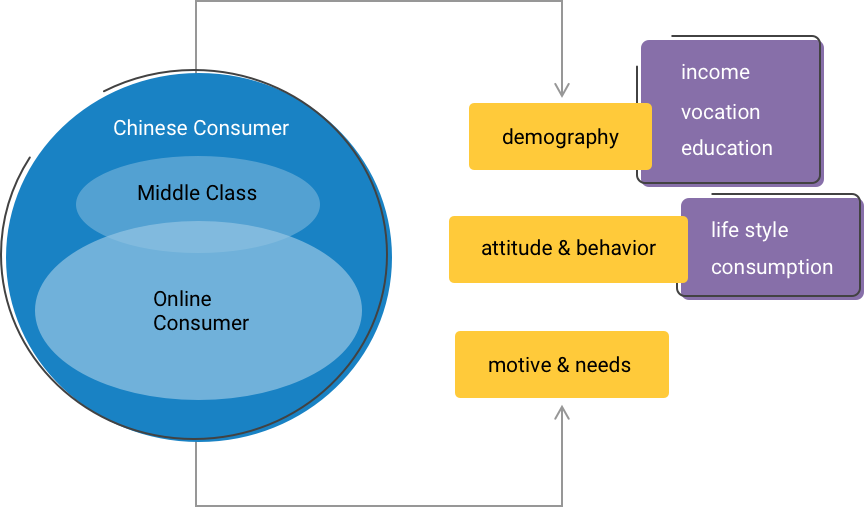 Chinese Consumer
Middle Class
Online
Consumer
demography
income
vocation
education
attitude & behavior
life style
consumption
motive & needs